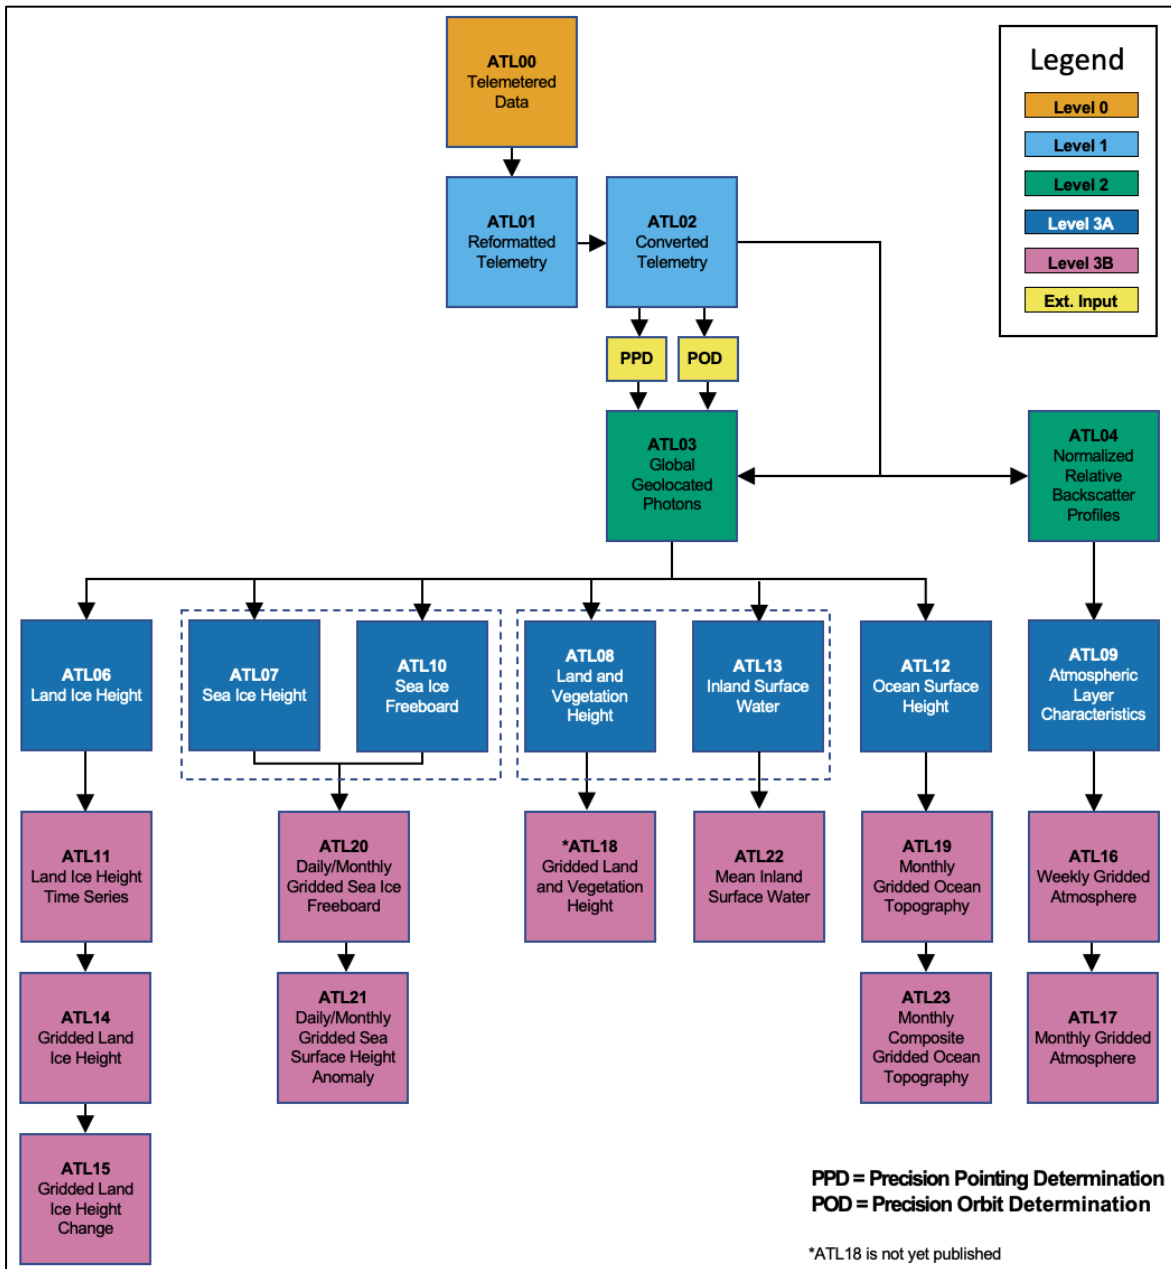 ATL00
Telemetered
Data
Legend
Level 0
Level 1
Level 2
Level 3A
Level 3B
Ext. Input
ATL01
Reformatted
Telemetry
ATL02
Converted
Telemetry
PPD
POD
ATL03
Global
Geolocated
Photons
ATL04
Normalized
Relative
Backscatter
Profiles
ATL06
Land Ice Height
ATL07
Sea Ice Height
ATL10
Sea Ice
Freeboard
ATL08
Land and
Vegetation
Height
ATL13
Inland Surface
Water
ATL12
Ocean Surface
Height
ATL09
Atmospheric
Layer
Characteristics
ATL11
Land Ice Height
Time Series
ATL20
Daily/Monthly
Gridded Sea Ice
Freeboard
*ATL18
Gridded Land
and Vegetation
Height
ATL22
Mean Inland
Surface Water
ATL19
Monthly
Gridded Ocean
Topography
ATL16
Weekly Gridded
Atmosphere
ATL14
Gridded Land
Ice Height
ATL21
Daily/Monthly
Gridded Sea
Surface Height
Anomaly
ATL23
Monthly
Composite
Gridded Ocean
Topography
ATL17
Monthly Gridded
Atmosphere
ATL15
Gridded Land
Ice Height
Change
PPD = Precision Pointing Determination
POD = Precision Orbit Determination
*ATL18 is not yet published